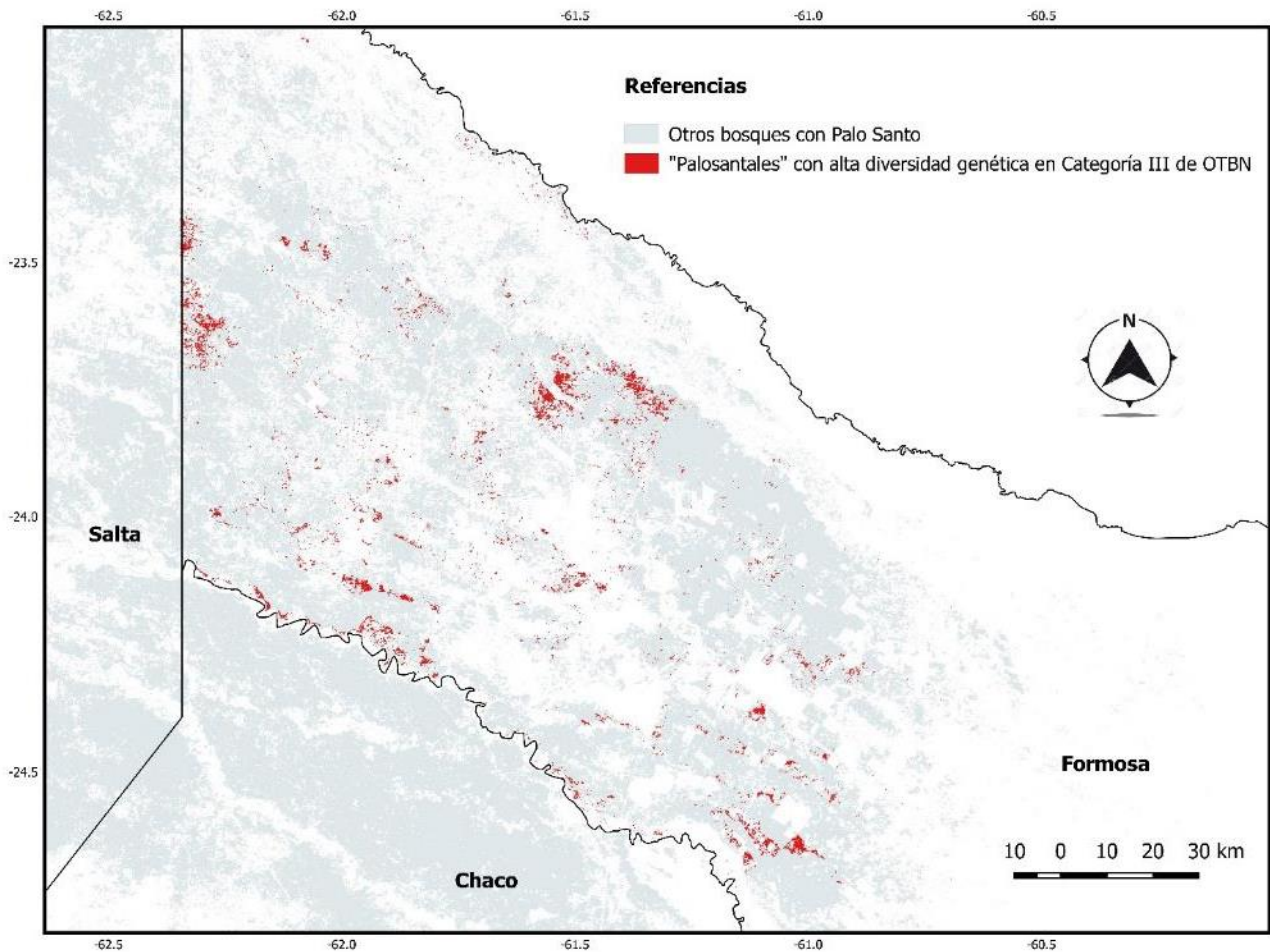 -62.5 -62.0 -61.5 -61.0 -60.5
Referencias
Otros bosques con Palo Santo
"Palosantales" con alta diversidad genética en Categoría III de OTBN
-23.5
N
-24.0
Salta
-24.5
Formosa
10 0 10 20 30 km
Chaco
-62.5 -62.0 -61.5 -61.0 -60.5